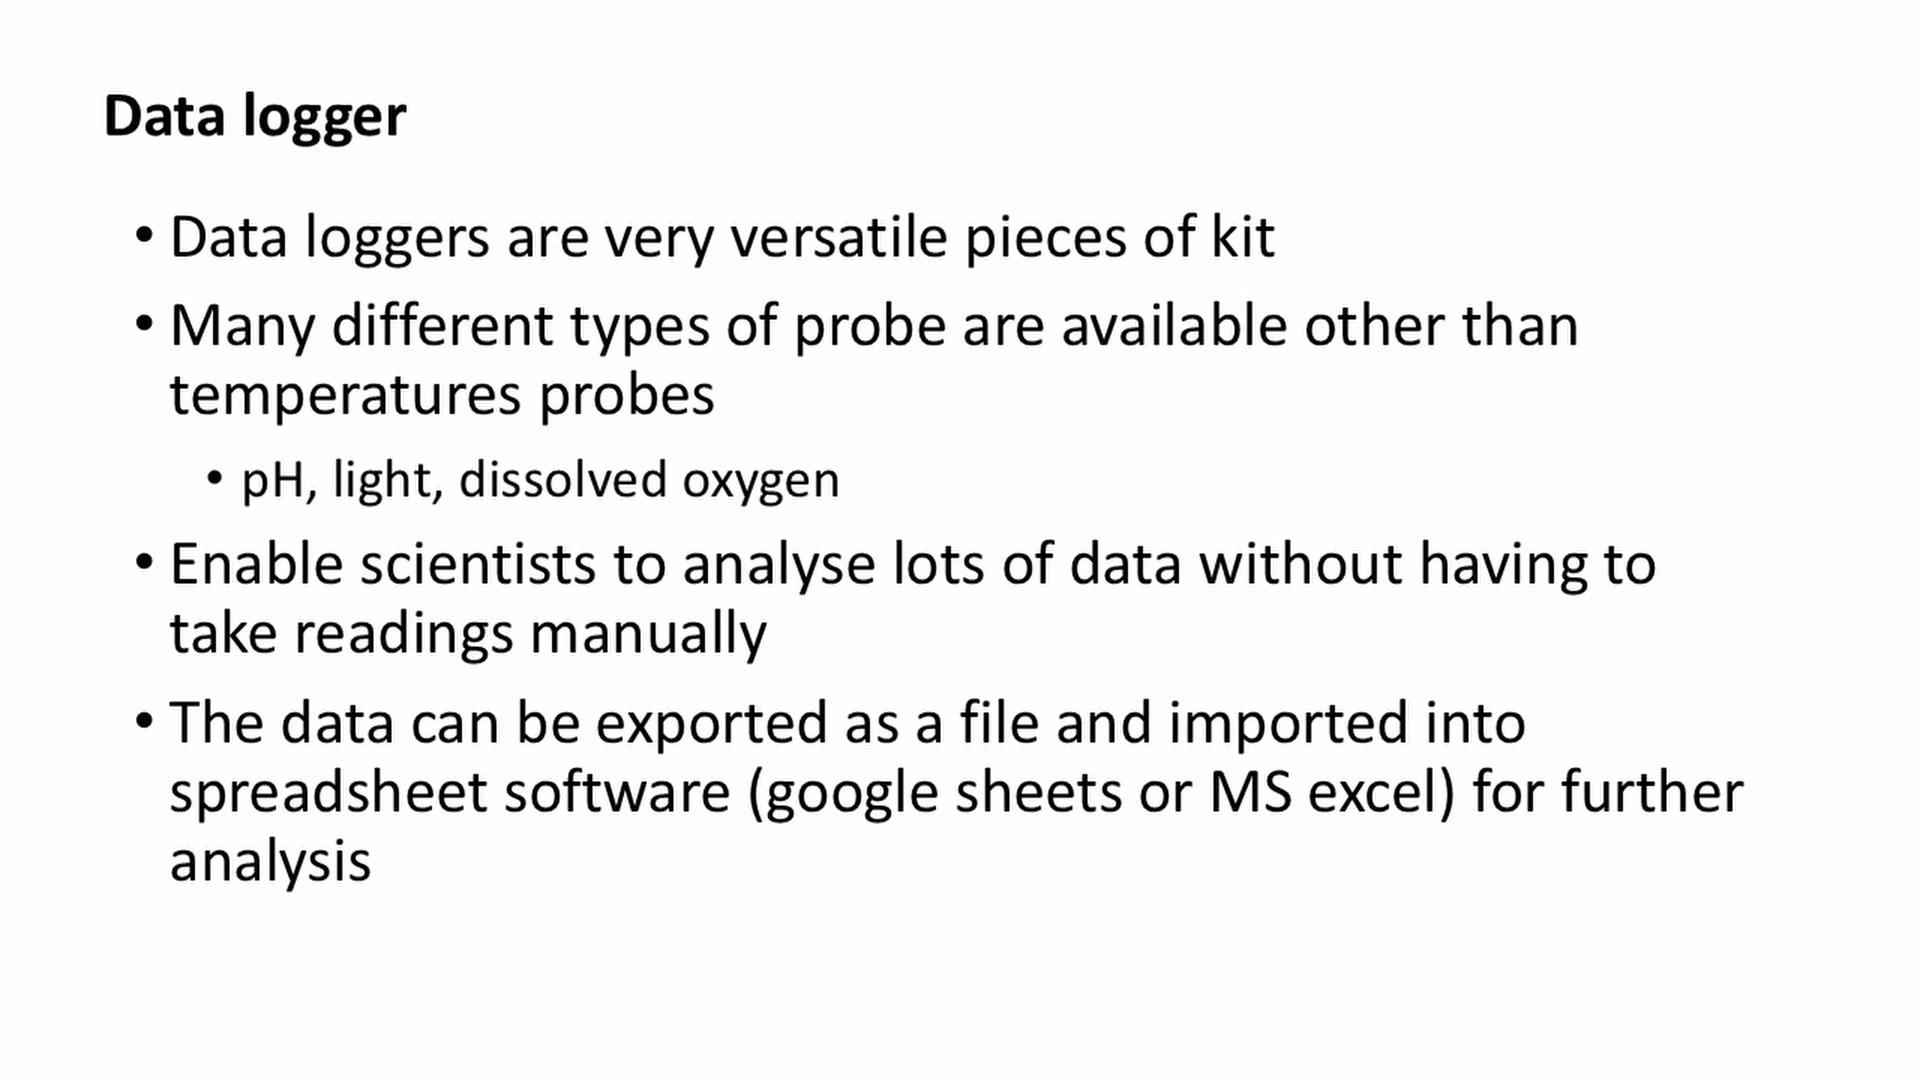 Data logger
• Data loggers are very versatile pieces of kit
• Many different types of probe are available other than
temperatures probes
• pH, light, dissolved oxygen
• Enable scientists to analyse lots of data without having to
take readings manually
• The data can be exported as a file and imported into
spreadsheet software (google sheets or MS excel) for further
analysis